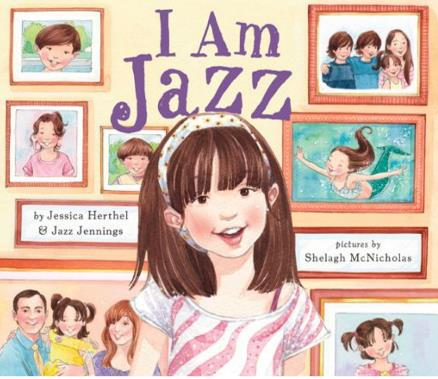 I Am
Jazz
by Jessica Herthel
& Jazz Jennings
pictures by
Shelagh McNicholas